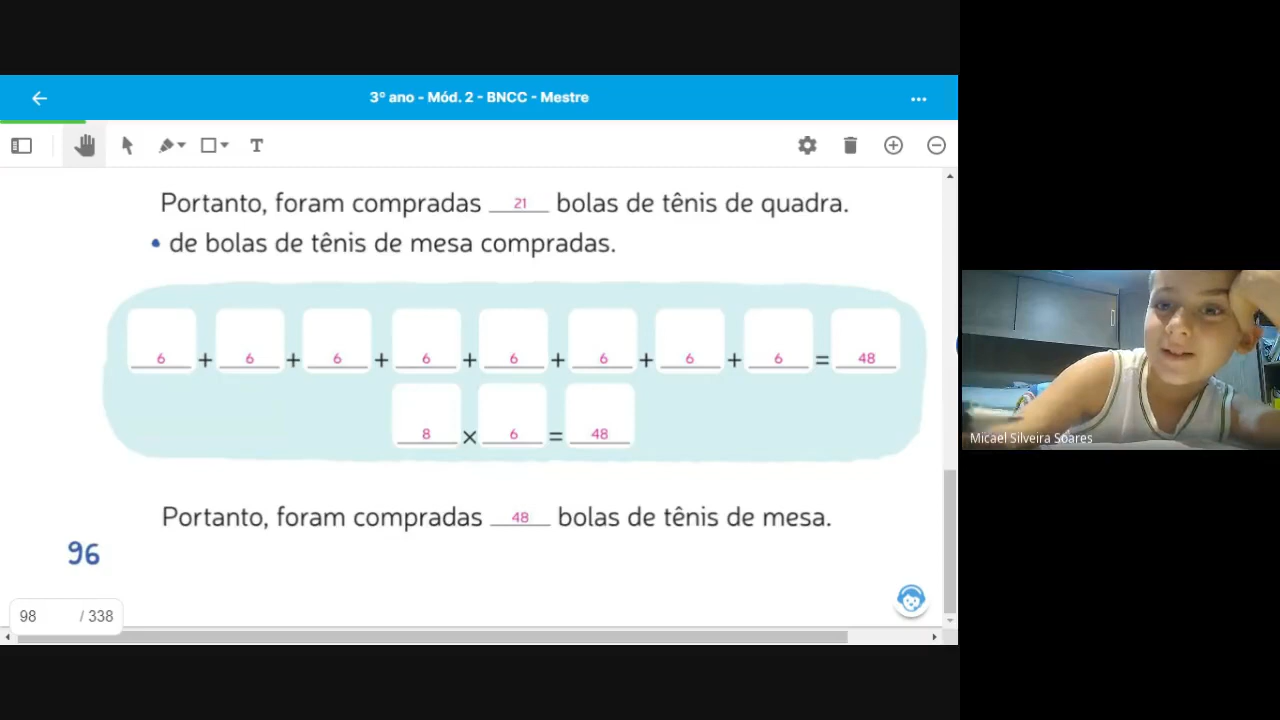 3º ano - Mód. 2 - BNCC - Mestre
T
Portanto, foram compradas 21 bolas de tênis de quadra.
• de bolas de tênis de mesa compradas.
6 + 6 + 6 + 6 + 6 + 6 + 6 + 6 = 48
8 × 6 = 48
Portanto, foram compradas 48 bolas de tênis de mesa.
96
98 / 338
Micael Silveira Soares